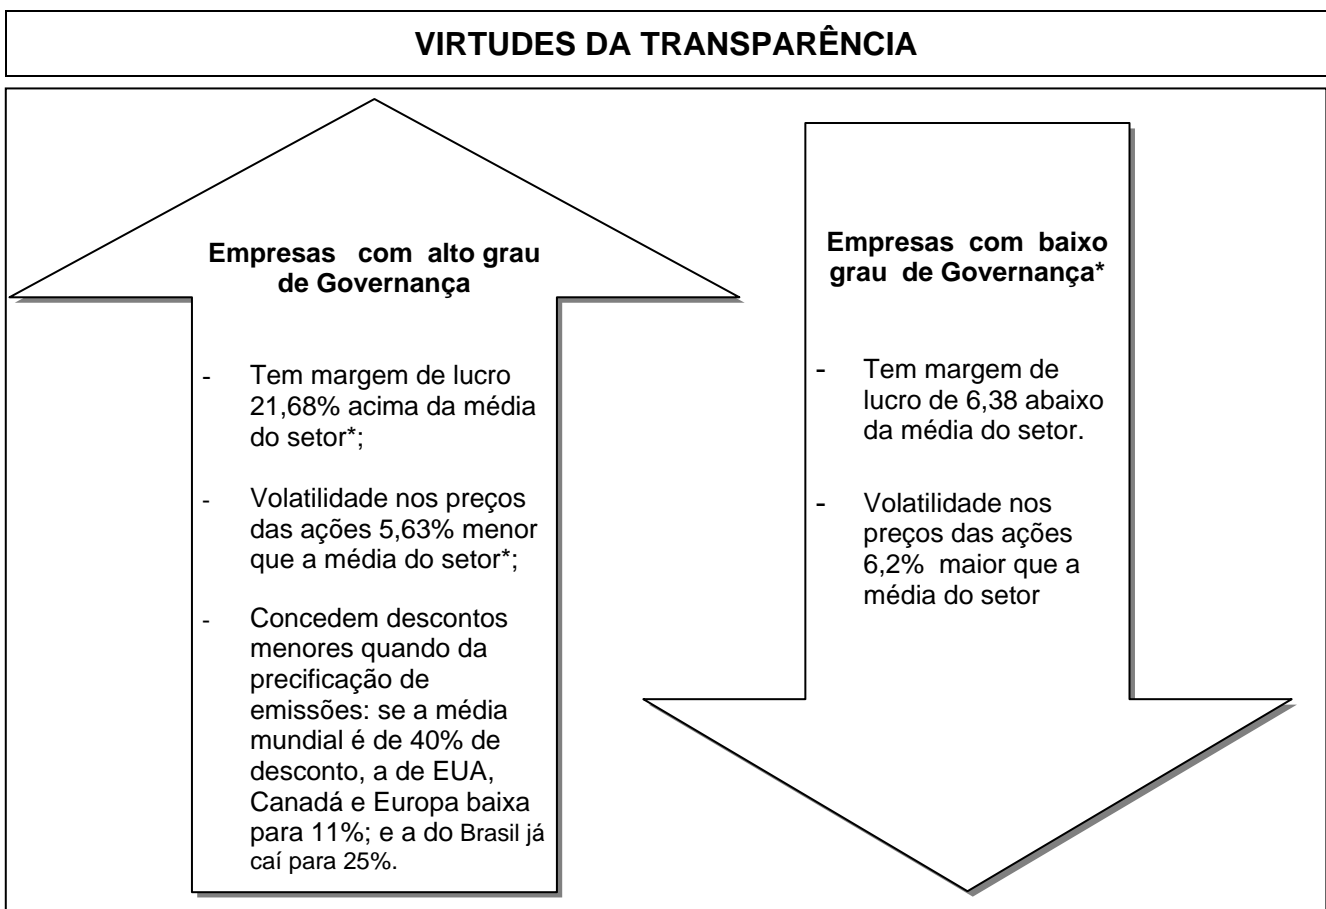 VIRTUDES DA TRANSPARÊNCIA
Empresas com alto grau
de Governança
- Tem margem de lucro
21,68% acima da média
do setor*;
- Volatilidade nos preços
das ações 5,63% menor
que a média do setor*;
- Concedem descontos
menores quando da
precificação de
emissões: se a média
mundial é de 40% de
desconto, a de EUA,
Canadá e Europa baixa
para 11%; e a do Brasil já
caí para 25%.
Empresas com baixo
grau de Governança*
- Tem margem de
lucro de 6,38 abaixo
da média do setor.
- Volatilidade nos
preços das ações
6,2% maior que a
média do setor